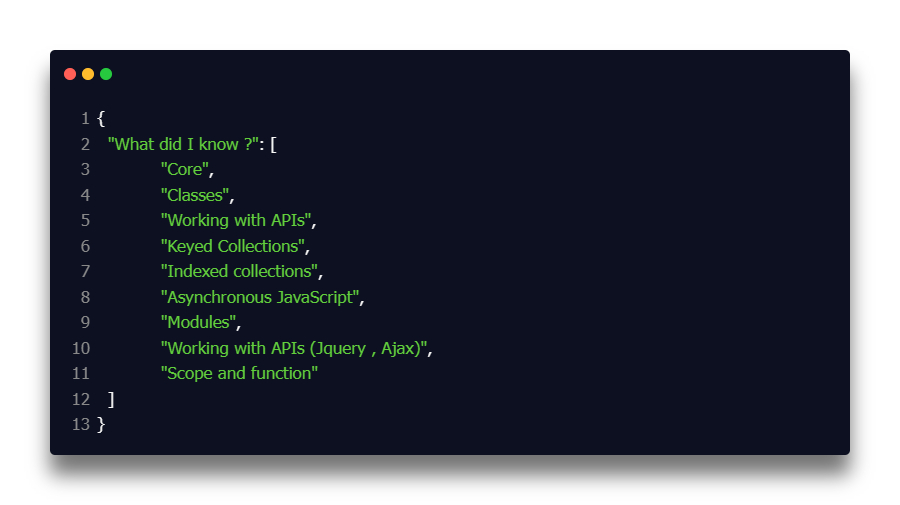 1 {
2 "What did I know ?": [
3 "Core",
4 "Classes",
5 "Working with APIs",
6 "Keyed Collections",
7 "Indexed collections",
8 "Asynchronous JavaScript",
9 "Modules",
10 "Working with APIs (Jquery , Ajax)",
11 "Scope and function"
12 ]
13 }